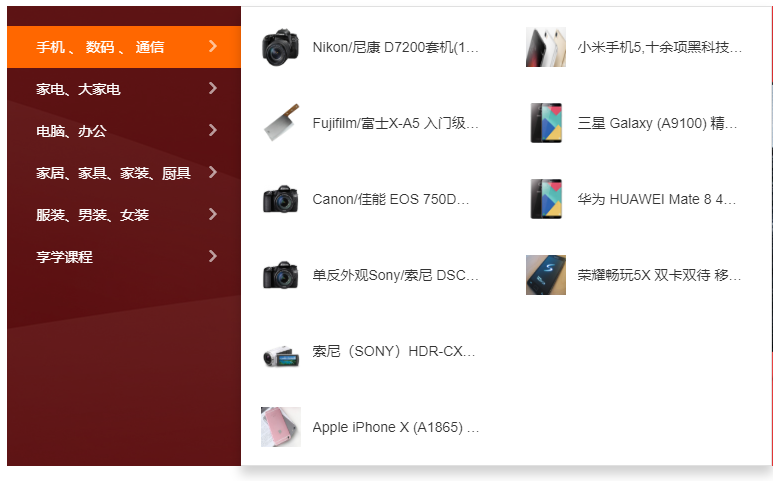 手机 、 数码 、 通信
家电、大家电
电脑、办公
家居、家具、家装、厨具
服装、男装、女装
享学课程
Nikon/尼康 D7200套机(1...
Fujifilm/富士X-A5 入门级...
Canon/佳能 EOS 750D...
单反外观Sony/索尼 DSC...
索尼（SONY）HDR-CX...
Apple iPhone X (A1865) ...
小米手机5,十余项黑科技...
三星 Galaxy (A9100) 精...
华为 HUAWEI Mate 8 4...
荣耀畅玩5X 双卡双待 移...